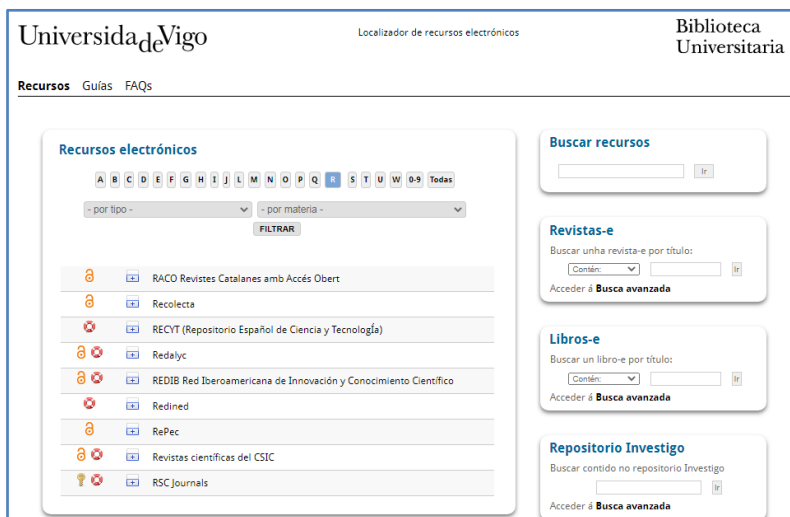 Universidade Vigo
Localizador de recursos electrónicos
Biblioteca
Universitaria
Recursos Guías FAQs
Recursos electrónicos
A B C D E F G H I J L M N O P Q R S T U W 0-9 Todas
- por tipo - - por materia -
FILTRAR
RACO Revistes Catalanes amb Accés Obert
Recolecta
RECYT (Repositorio Español de Ciencia y Tecnología)
Redalyc
REDIB Red Iberoamericana de Innovación y Conocimiento Científico
Redined
RePec
Revistas científicas del CSIC
RSC Journals
Buscar recursos
Ir
Revistas-e
Buscar unha revista-e por título:
Contén: Ir
Acceder á Busca avanzada
Libros-e
Buscar un libro-e por título:
Contén: Ir
Acceder á Busca avanzada
Repositorio Investigo
Buscar contido no repositorio Investigo
Ir
Acceder á Busca avanzada